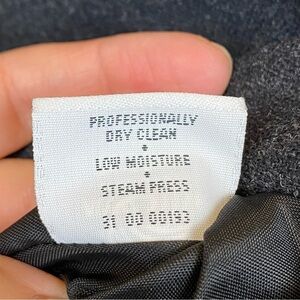 PROFESSIONALLY
DRY CLEAN
•
LOW MOISTURE
•
STEAM PRESS
31 00 00193